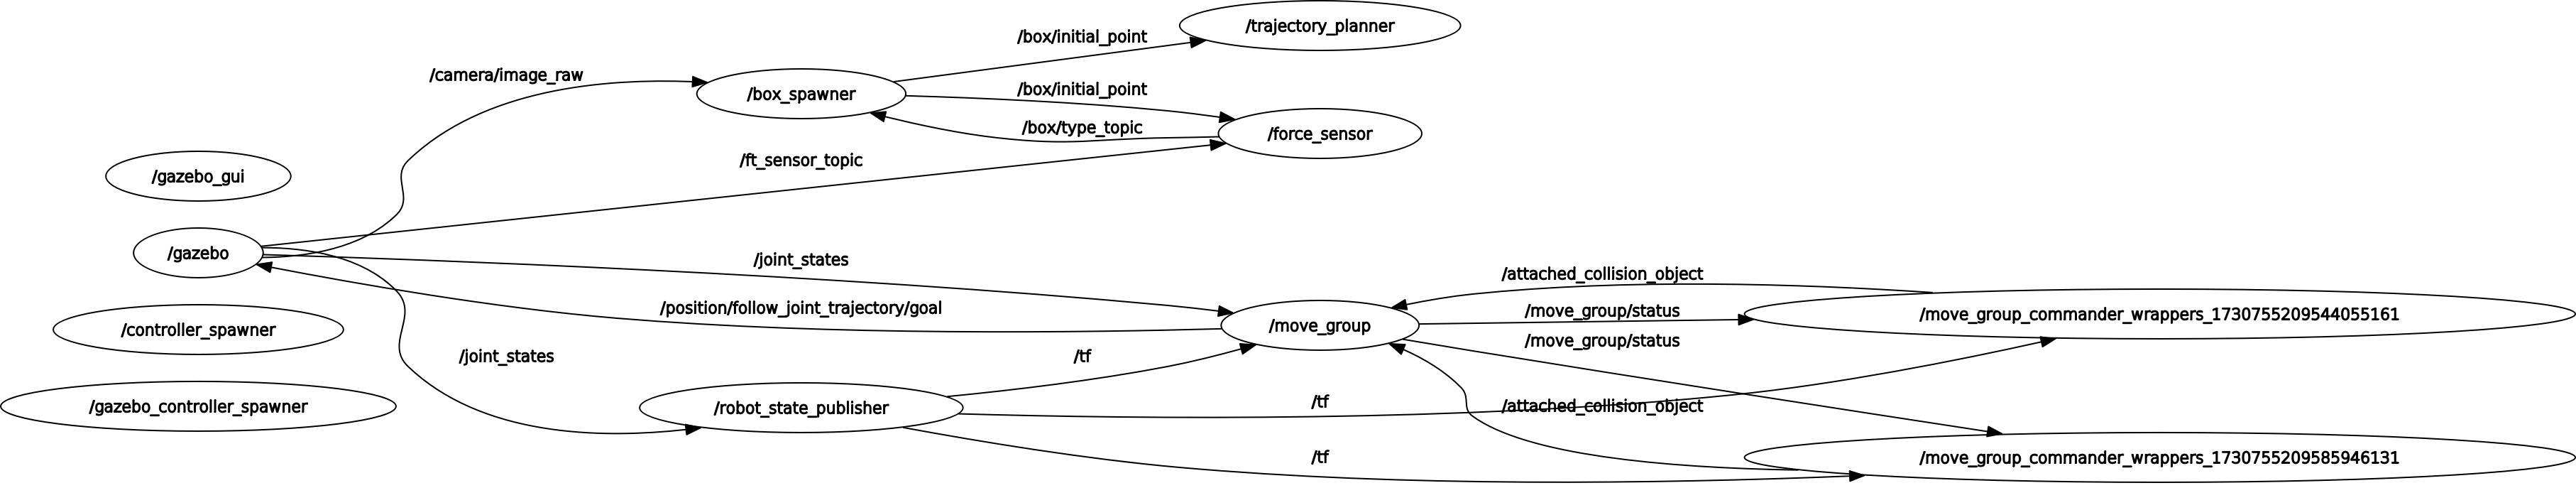 /trajectory_planner
/box/initial_point
/camera/image_raw
/box_spawner
/box/initial_point
/box/type_topic
/force_sensor
/ft_sensor_topic
/gazebo_gui
/gazebo
/joint_states
/attached_collision_object
/position/follow_joint_trajectory/goal
/move_group/status
/move_group_commander_wrappers_1730755209544055161
/controller_spawner
/move_group
/move_group/status
/joint_states
/tf
/gazebo_controller_spawner
/robot_state_publisher
/tf
/attached_collision_object
/tf
/move_group_commander_wrappers_1730755209585946131